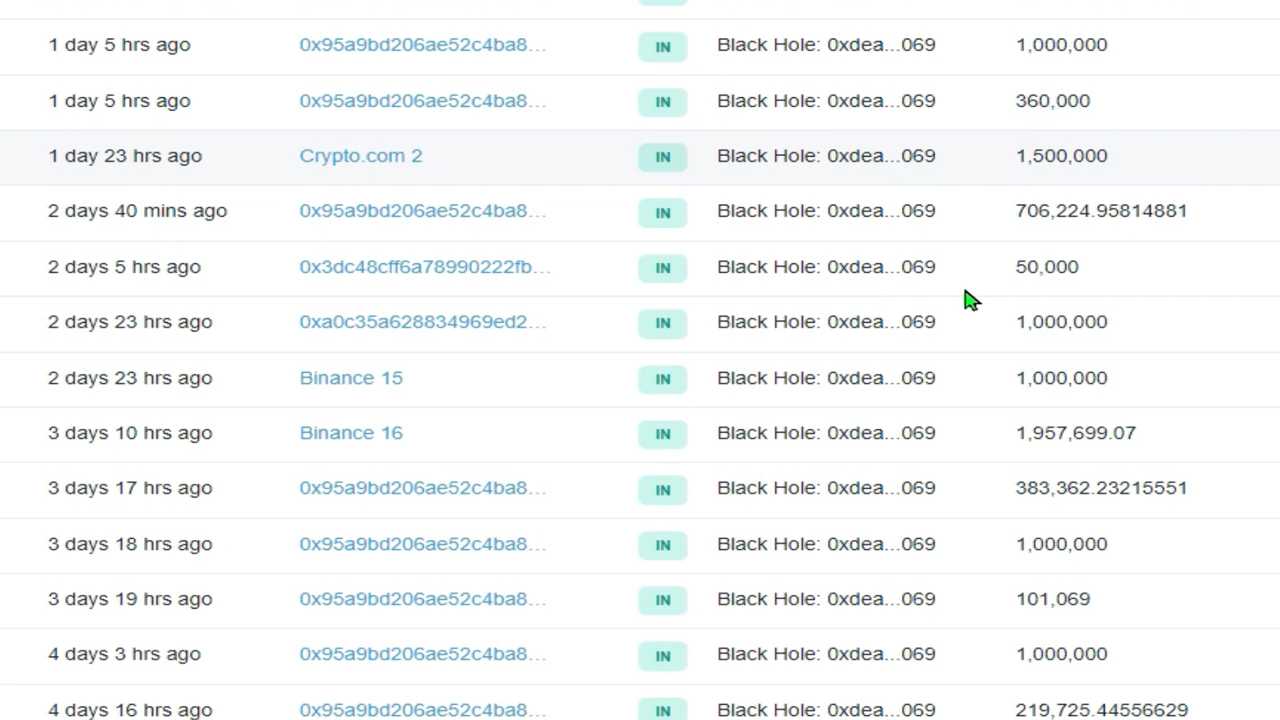 1 day 5 hrs ago 0x95a9bd206ae52c4ba8... IN Black Hole: 0xdea...069 1,000,000
1 day 5 hrs ago 0x95a9bd206ae52c4ba8... IN Black Hole: 0xdea...069 360,000
1 day 23 hrs ago Crypto.com 2 IN Black Hole: 0xdea...069 1,500,000
2 days 40 mins ago 0x95a9bd206ae52c4ba8... IN Black Hole: 0xdea...069 706,224.95814881
2 days 5 hrs ago 0x3dc48cff6a78990222fb... IN Black Hole: 0xdea...069 50,000
2 days 23 hrs ago 0xa0c35a628834969ed2... IN Black Hole: 0xdea...069 1,000,000
2 days 23 hrs ago Binance 15 IN Black Hole: 0xdea...069 1,000,000
3 days 10 hrs ago Binance 16 IN Black Hole: 0xdea...069 1,957,699.07
3 days 17 hrs ago 0x95a9bd206ae52c4ba8... IN Black Hole: 0xdea...069 383,362.23215551
3 days 18 hrs ago 0x95a9bd206ae52c4ba8... IN Black Hole: 0xdea...069 1,000,000
3 days 19 hrs ago 0x95a9bd206ae52c4ba8... IN Black Hole: 0xdea...069 101,069
4 days 3 hrs ago 0x95a9bd206ae52c4ba8... IN Black Hole: 0xdea...069 1,000,000
4 days 16 hrs ago 0x95a9bd206ae52c4ba8... IN Black Hole: 0xdea...069 219,725.44556629